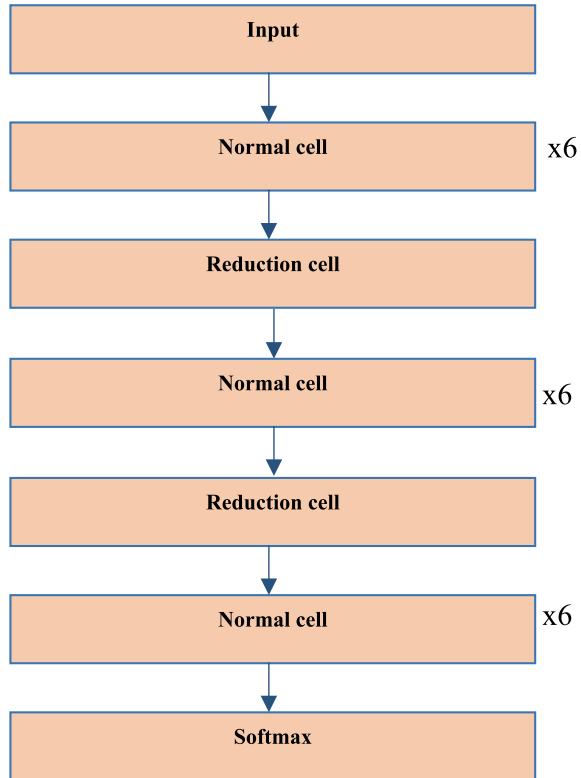 Input
Normal cell
x6
Reduction cell
Normal cell
x6
Reduction cell
Normal cell
x6
Softmax